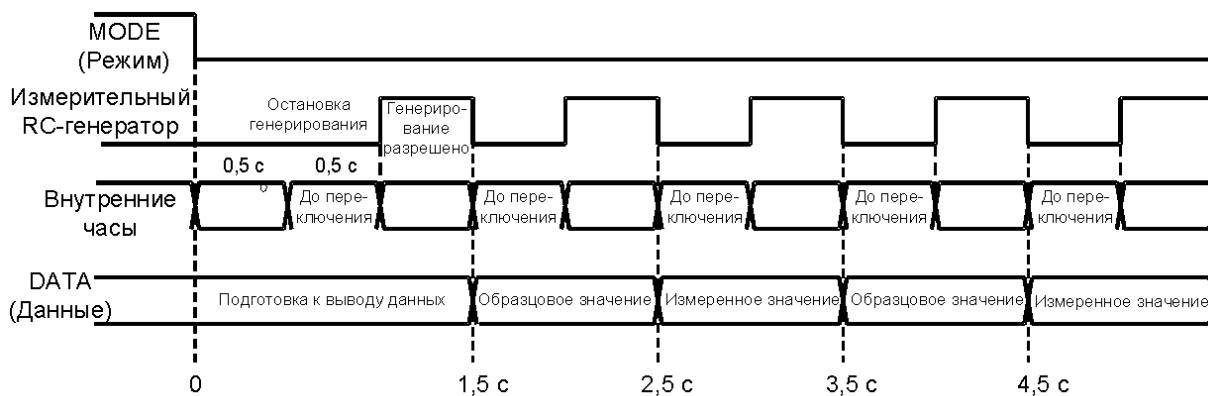 MODE
(Режим)
Измерительный
RC-генератор
Остановка
генерирования
Генериро-
вание
разрешено
0,5 с
0,5 с
0
Внутренние
часы
До пере-
ключения
До пере-
ключения
До пере-
ключения
До пере-
ключения
До пере-
ключения
DATA
(Данные)
Подготовка к выводу данных
Образцовое значение
Измеренное значение
Образцовое значение
Измеренное значение
0
1,5 с
2,5 с
3,5 с
4,5 с